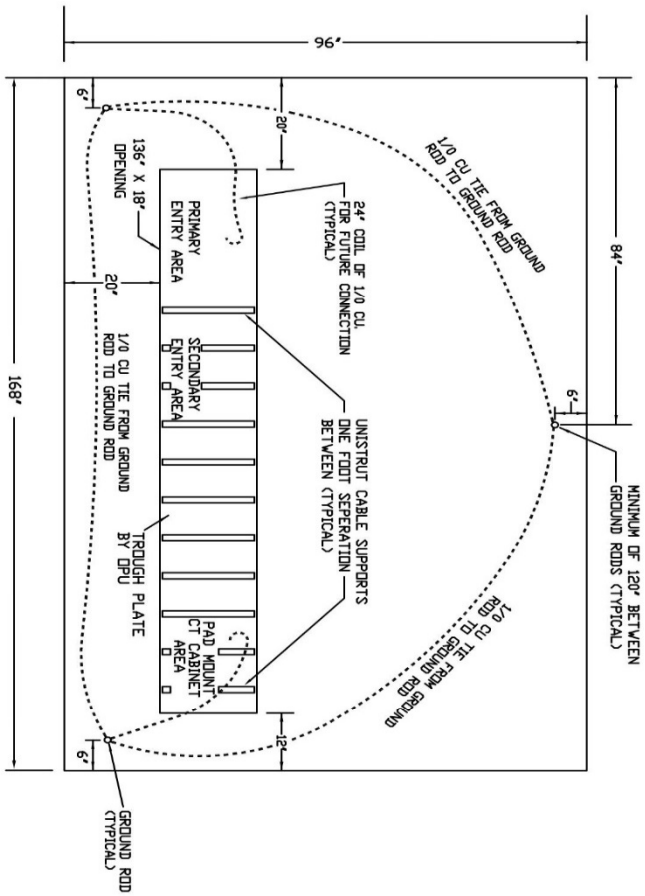 96"
168"
84"
6"
6"
6"
20"
20"
12"
1/0 CU TIE FROM GROUND
ROD TO GROUND ROD
MINIMUM OF 120" BETWEEN
GROUND RODS (TYPICAL)
24" COIL OF 1/0 CU.
FOR FUTURE CONNECTION
(TYPICAL)
136" X 18"
OPENING
PRIMARY
ENTRY AREA
SECONDARY
ENTRY AREA
UNISTRUT CABLE SUPPORTS
ONE FOOT SEPERATION
BETWEEN (TYPICAL)
1/0 CU TIE FROM GROUND
ROD TO GROUND ROD
1/0 CU TIE FROM GROUND
ROD TO GROUND
ROD
TROUGH PLATE
BY OPU
PAD MOUNT
CT CABINET
AREA
GROUND ROD
(TYPICAL)